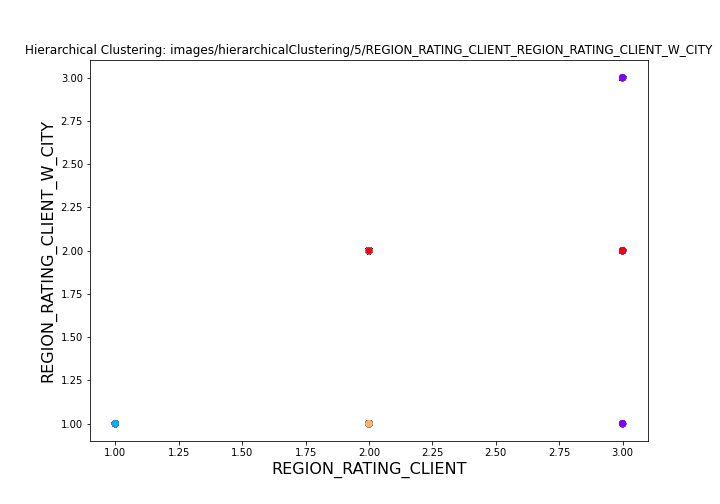 Hierarchical Clustering: images/hierarchicalClustering/5/REGION_RATING_CLIENT_REGION_RATING_CLIENT_W_CITY
REGION_RATING_CLIENT_W_CITY
3.00
2.75
2.50
2.25
2.00
1.75
1.50
1.25
1.00
1.00 1.25 1.50 1.75 2.00 2.25 2.50 2.75 3.00
REGION_RATING_CLIENT